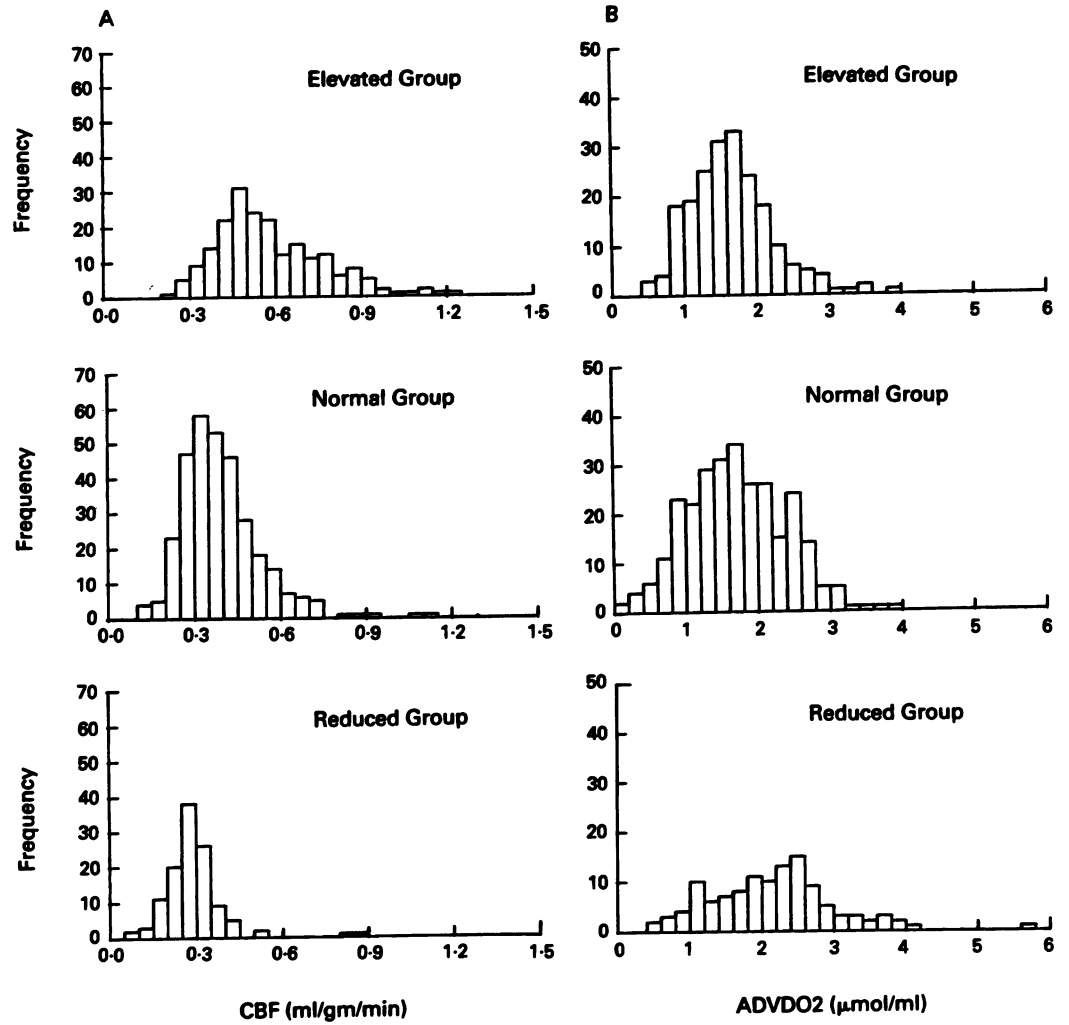 A
B
70
60
50
40
30
20
10
0
Frequency
Elevated Group
0·0 0·3 0·6 0·9 1·2 1·5
50
40
30
20
10
0
Elevated Group
0 1 2 3 4 5 6
70
60
50
40
30
20
10
0
Frequency
Normal Group
0·0 0·3 0·6 0·9 1·2 1·5
50
40
30
20
10
0
Normal Group
0 1 2 3 4 5 6
70
60
50
40
30
20
10
0
Frequency
Reduced Group
0·0 0·3 0·6 0·9 1·2 1·5
CBF (ml/gm/min)
50
40
30
20
10
0
Reduced Group
0 1 2 3 4 5 6
ADVDO2 (μmol/ml)